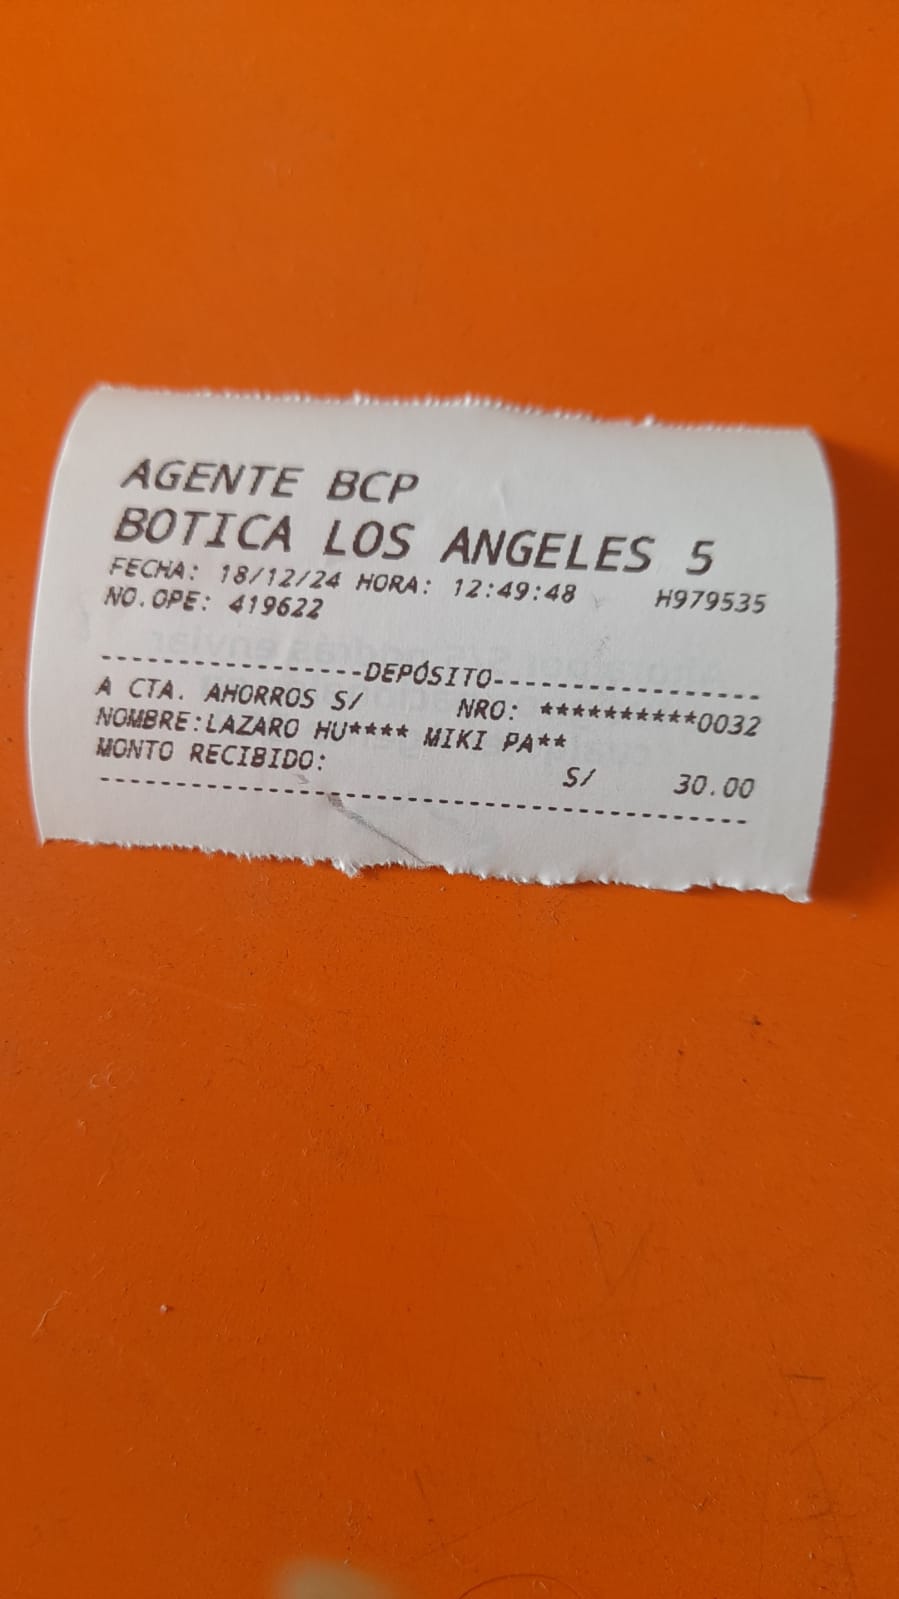 AGENTE BCP
BOTICA LOS ANGELES 5
FECHA: 18/12/24 HORA: 12:49:48 H979535
NO.OPE: 419622
------------------DEPÓSITO------------------
A CTA. AHORROS S/ NRO: **********0032
NOMBRE:LAZARO HU**** MIKI PA**
MONTO RECIBIDO: S/ 30.00
--------------------------------------------